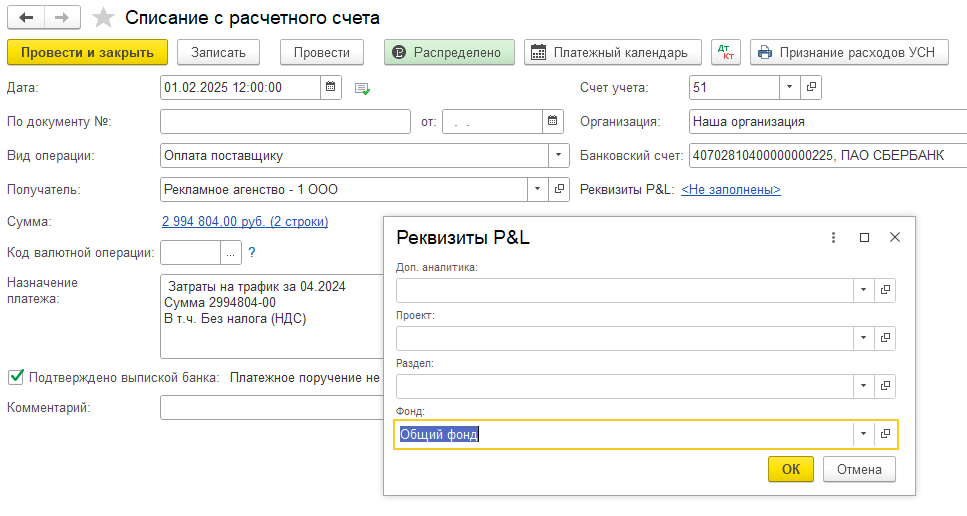 Списание с расчетного счета
Провести и закрыть Записать Провести Распределено Платежный календарь Дт Кт Признание расходов УСН
Дата: 01.02.2025 12:00:00 Счет учета: 51
По документу №: от: . . Организация: Наша организация
Вид операции: Оплата поставщику Банковский счет: 40702810400000000225, ПАО СБЕРБАНК
Получатель: Рекламное агенство - 1 ООО Реквизиты P&L: <Не заполнены>
Сумма: 2 994 804,00 руб. (2 строки)
Код валютной операции: ... ?
Назначение платежа:
Затраты на трафик за 04.2024
Сумма 2994804-00
В т.ч. Без налога (НДС)
Подтверждено выпиской банка: Платежное поручение не
Комментарий:
Реквизиты P&L
Доп. аналитика:
Проект:
Раздел:
Фонд:
Общий фонд
ОК Отмена